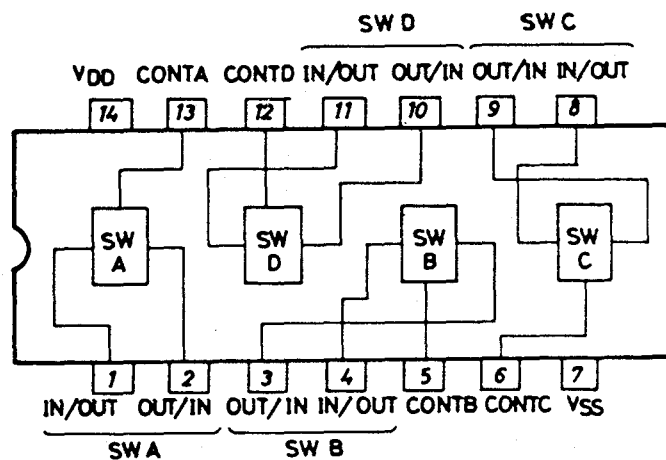 SW D SW C
VDD CONTA CONTD IN/OUT OUT/IN OUT/IN IN/OUT
14 13 12 11 10 9 8
SW A
SW D
SW B
SW C
1 2 3 4 5 6 7
IN/OUT OUT/IN OUT/IN IN/OUT CONTB CONTC VSS
SW A SW B